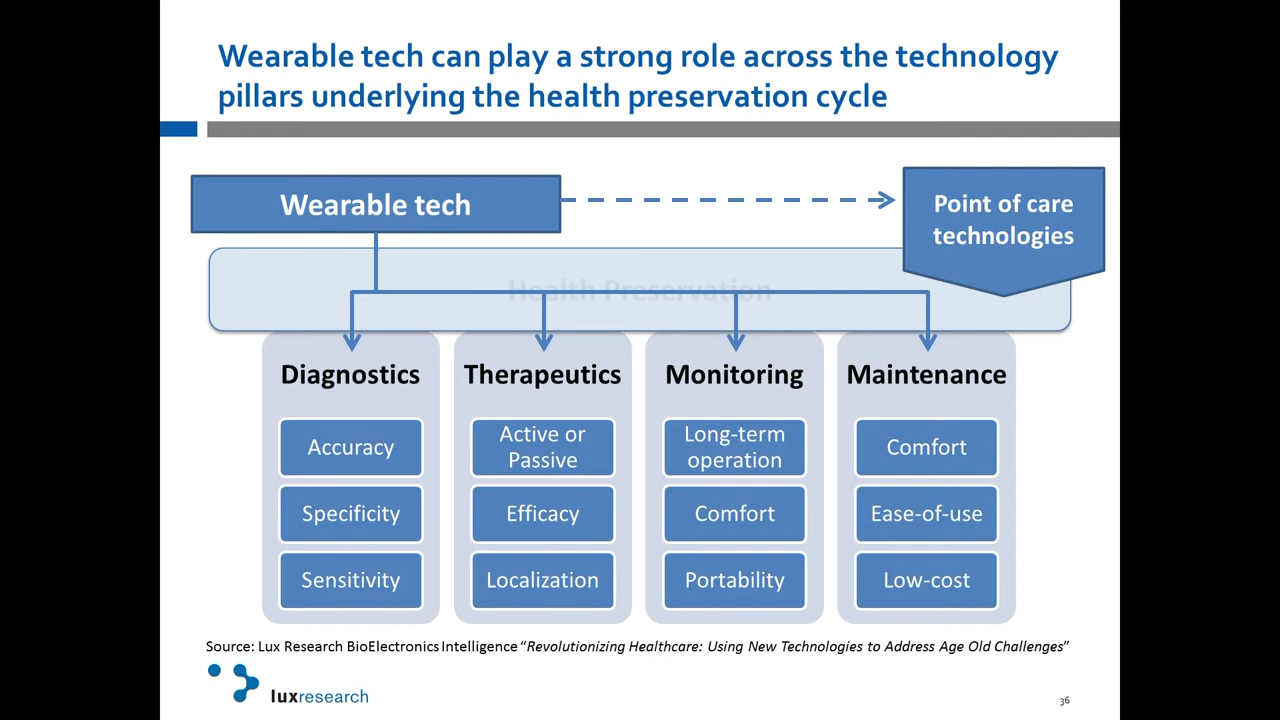 Wearable tech can play a strong role across the technology
pillars underlying the health preservation cycle
Wearable tech
Point of care
technologies
Health Preservation
Diagnostics
Accuracy
Specificity
Sensitivity
Therapeutics
Active or
Passive
Efficacy
Localization
Monitoring
Long-term
operation
Comfort
Portability
Maintenance
Comfort
Ease-of-use
Low-cost
Source: Lux Research BioElectronics Intelligence “Revolutionizing Healthcare: Using New Technologies to Address Age Old Challenges”
luxresearch
36